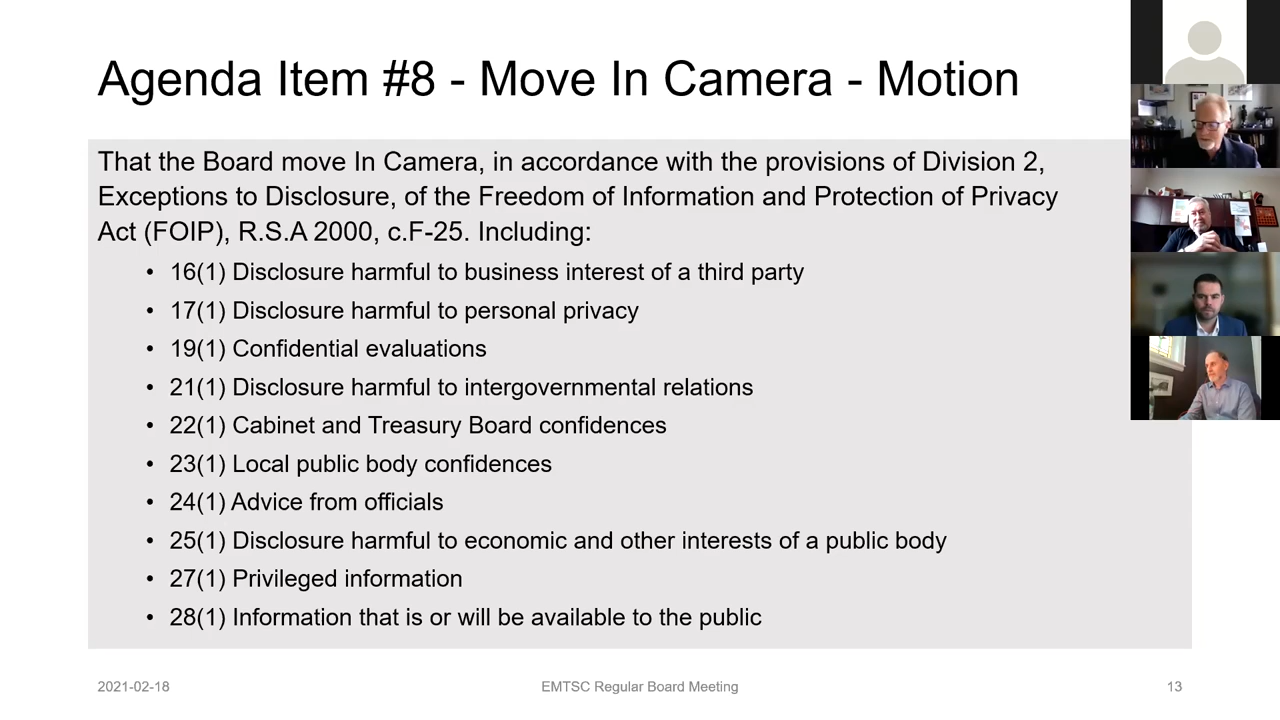 Agenda Item #8 - Move In Camera - Motion
That the Board move In Camera, in accordance with the provisions of Division 2,
Exceptions to Disclosure, of the Freedom of Information and Protection of Privacy
Act (FOIP), R.S.A 2000, c.F-25. Including:
• 16(1) Disclosure harmful to business interest of a third party
• 17(1) Disclosure harmful to personal privacy
• 19(1) Confidential evaluations
• 21(1) Disclosure harmful to intergovernmental relations
• 22(1) Cabinet and Treasury Board confidences
• 23(1) Local public body confidences
• 24(1) Advice from officials
• 25(1) Disclosure harmful to economic and other interests of a public body
• 27(1) Privileged information
• 28(1) Information that is or will be available to the public
2021-02-18
EMTSC Regular Board Meeting
13